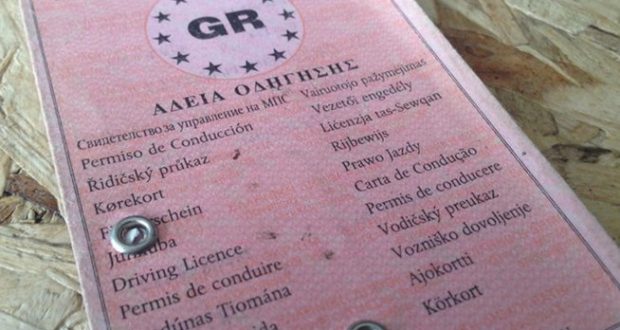 GR
ΑΔΕΙΑ ΟΔΗΓΗΣΗΣ
Свидетелство за управление на МПС
Permiso de Conducción
Řidičský průkaz
Kørekort
Driving Licence
Permis de conduire
Tiomána
Vairuotojo pažymėjimas
Vezetői engedély
Liċenzja tas-Sewqan
Rijbewijs
Prawo Jazdy
Carta de Condução
Permis de conducere
Vodičský preukaz
Vozniško dovoljenje
Ajokortti
Körkort